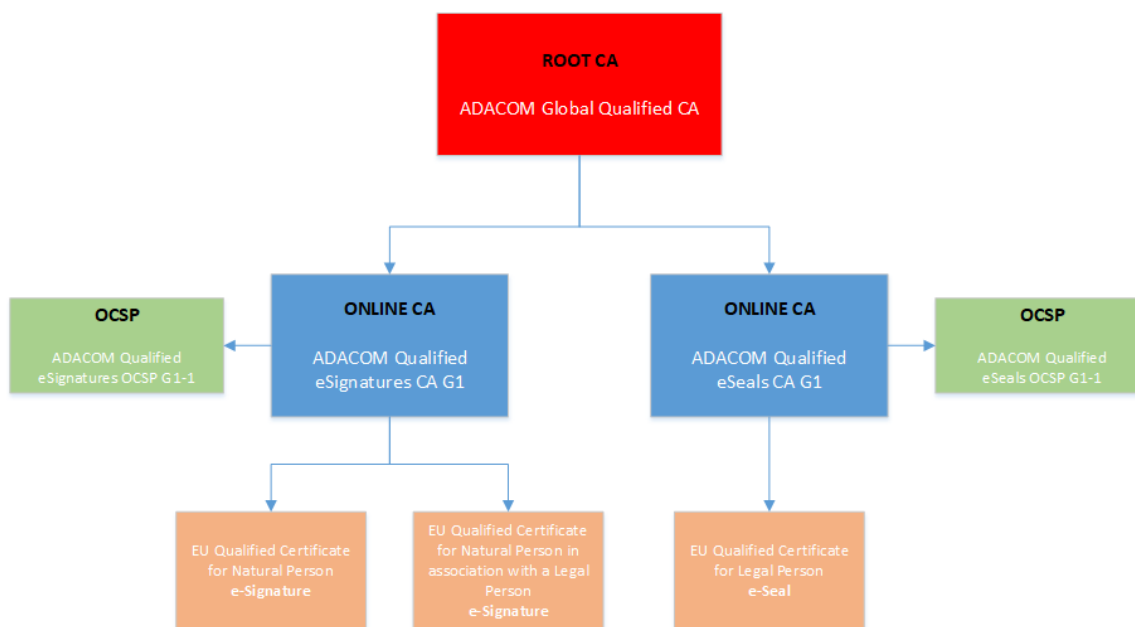 ROOT CA
ADACOM Global Qualified CA
OCSP
ADACOM Qualified
eSignatures OCSP G1-1
ONLINE CA
ADACOM Qualified
eSignatures CA G1
ONLINE CA
ADACOM Qualified
eSeals CA G1
OCSP
ADACOM Qualified
eSeals OCSP G1-1
EU Qualified Certificate
for Natural Person
e-Signature
EU Qualified Certificate
for Natural Person in
association with a Legal
Person
e-Signature
EU Qualified Certificate
for Legal Person
e-Seal